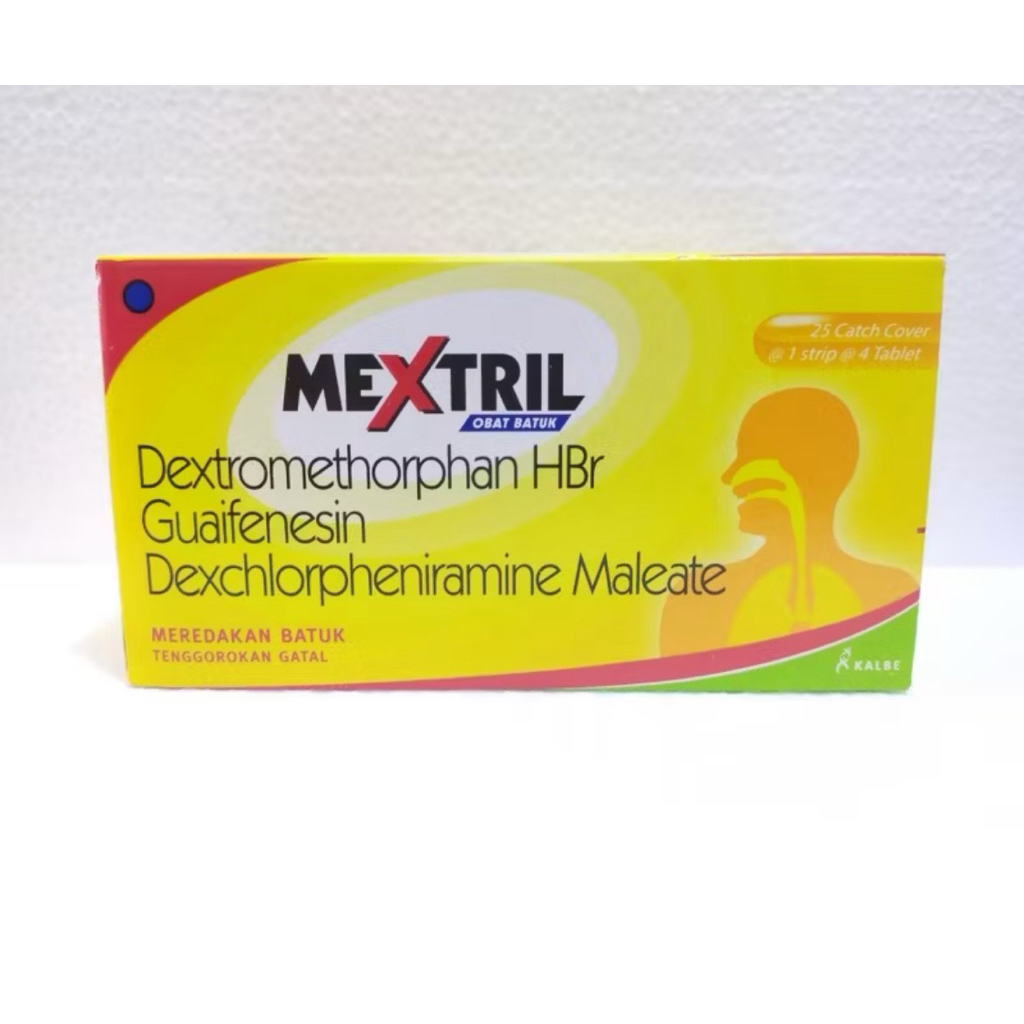 25 Catch Cover
@ 1 strip @ 4 Tablet
MEXTRIL
OBAT BATUK
Dextromethorphan HBr
Guaifenesin
Dexchlorpheniramine Maleate
MEREDAKAN BATUK
TENGGOROKAN GATAL
KALBE